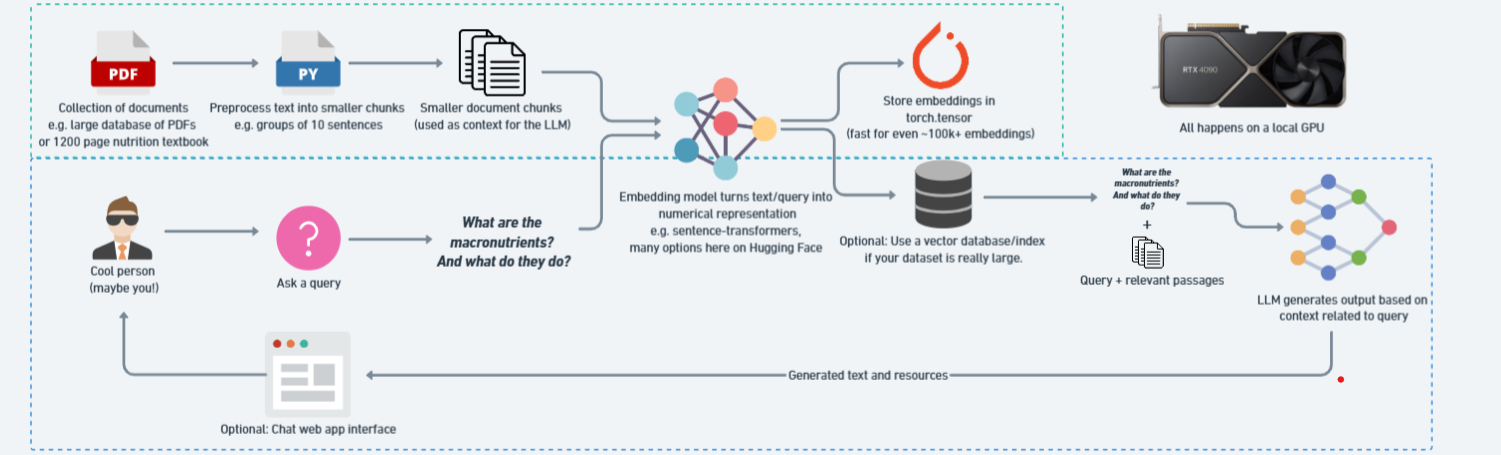 PDF
Collection of documents
e.g. large database of PDFs
or 1200 page nutrition textbook
PY
Preprocess text into smaller chunks
e.g. groups of 10 sentences
Smaller document chunks
(used as context for the LLM)
Store embeddings in
torch.tensor
(fast for even ~100k+ embeddings)
RTX 4090
All happens on a local GPU
Cool person
(maybe you!)
?
Ask a query
What are the
macronutrients?
And what do they do?
Embedding model turns text/query into
numerical representation
e.g. sentence-transformers,
many options here on Hugging Face
Optional: Use a vector database/index
if your dataset is really large.
What are the
macronutrients?
And what do they
do?
+
Query + relevant passages
LLM generates output based on
context related to query
Generated text and resources
Optional: Chat web app interface